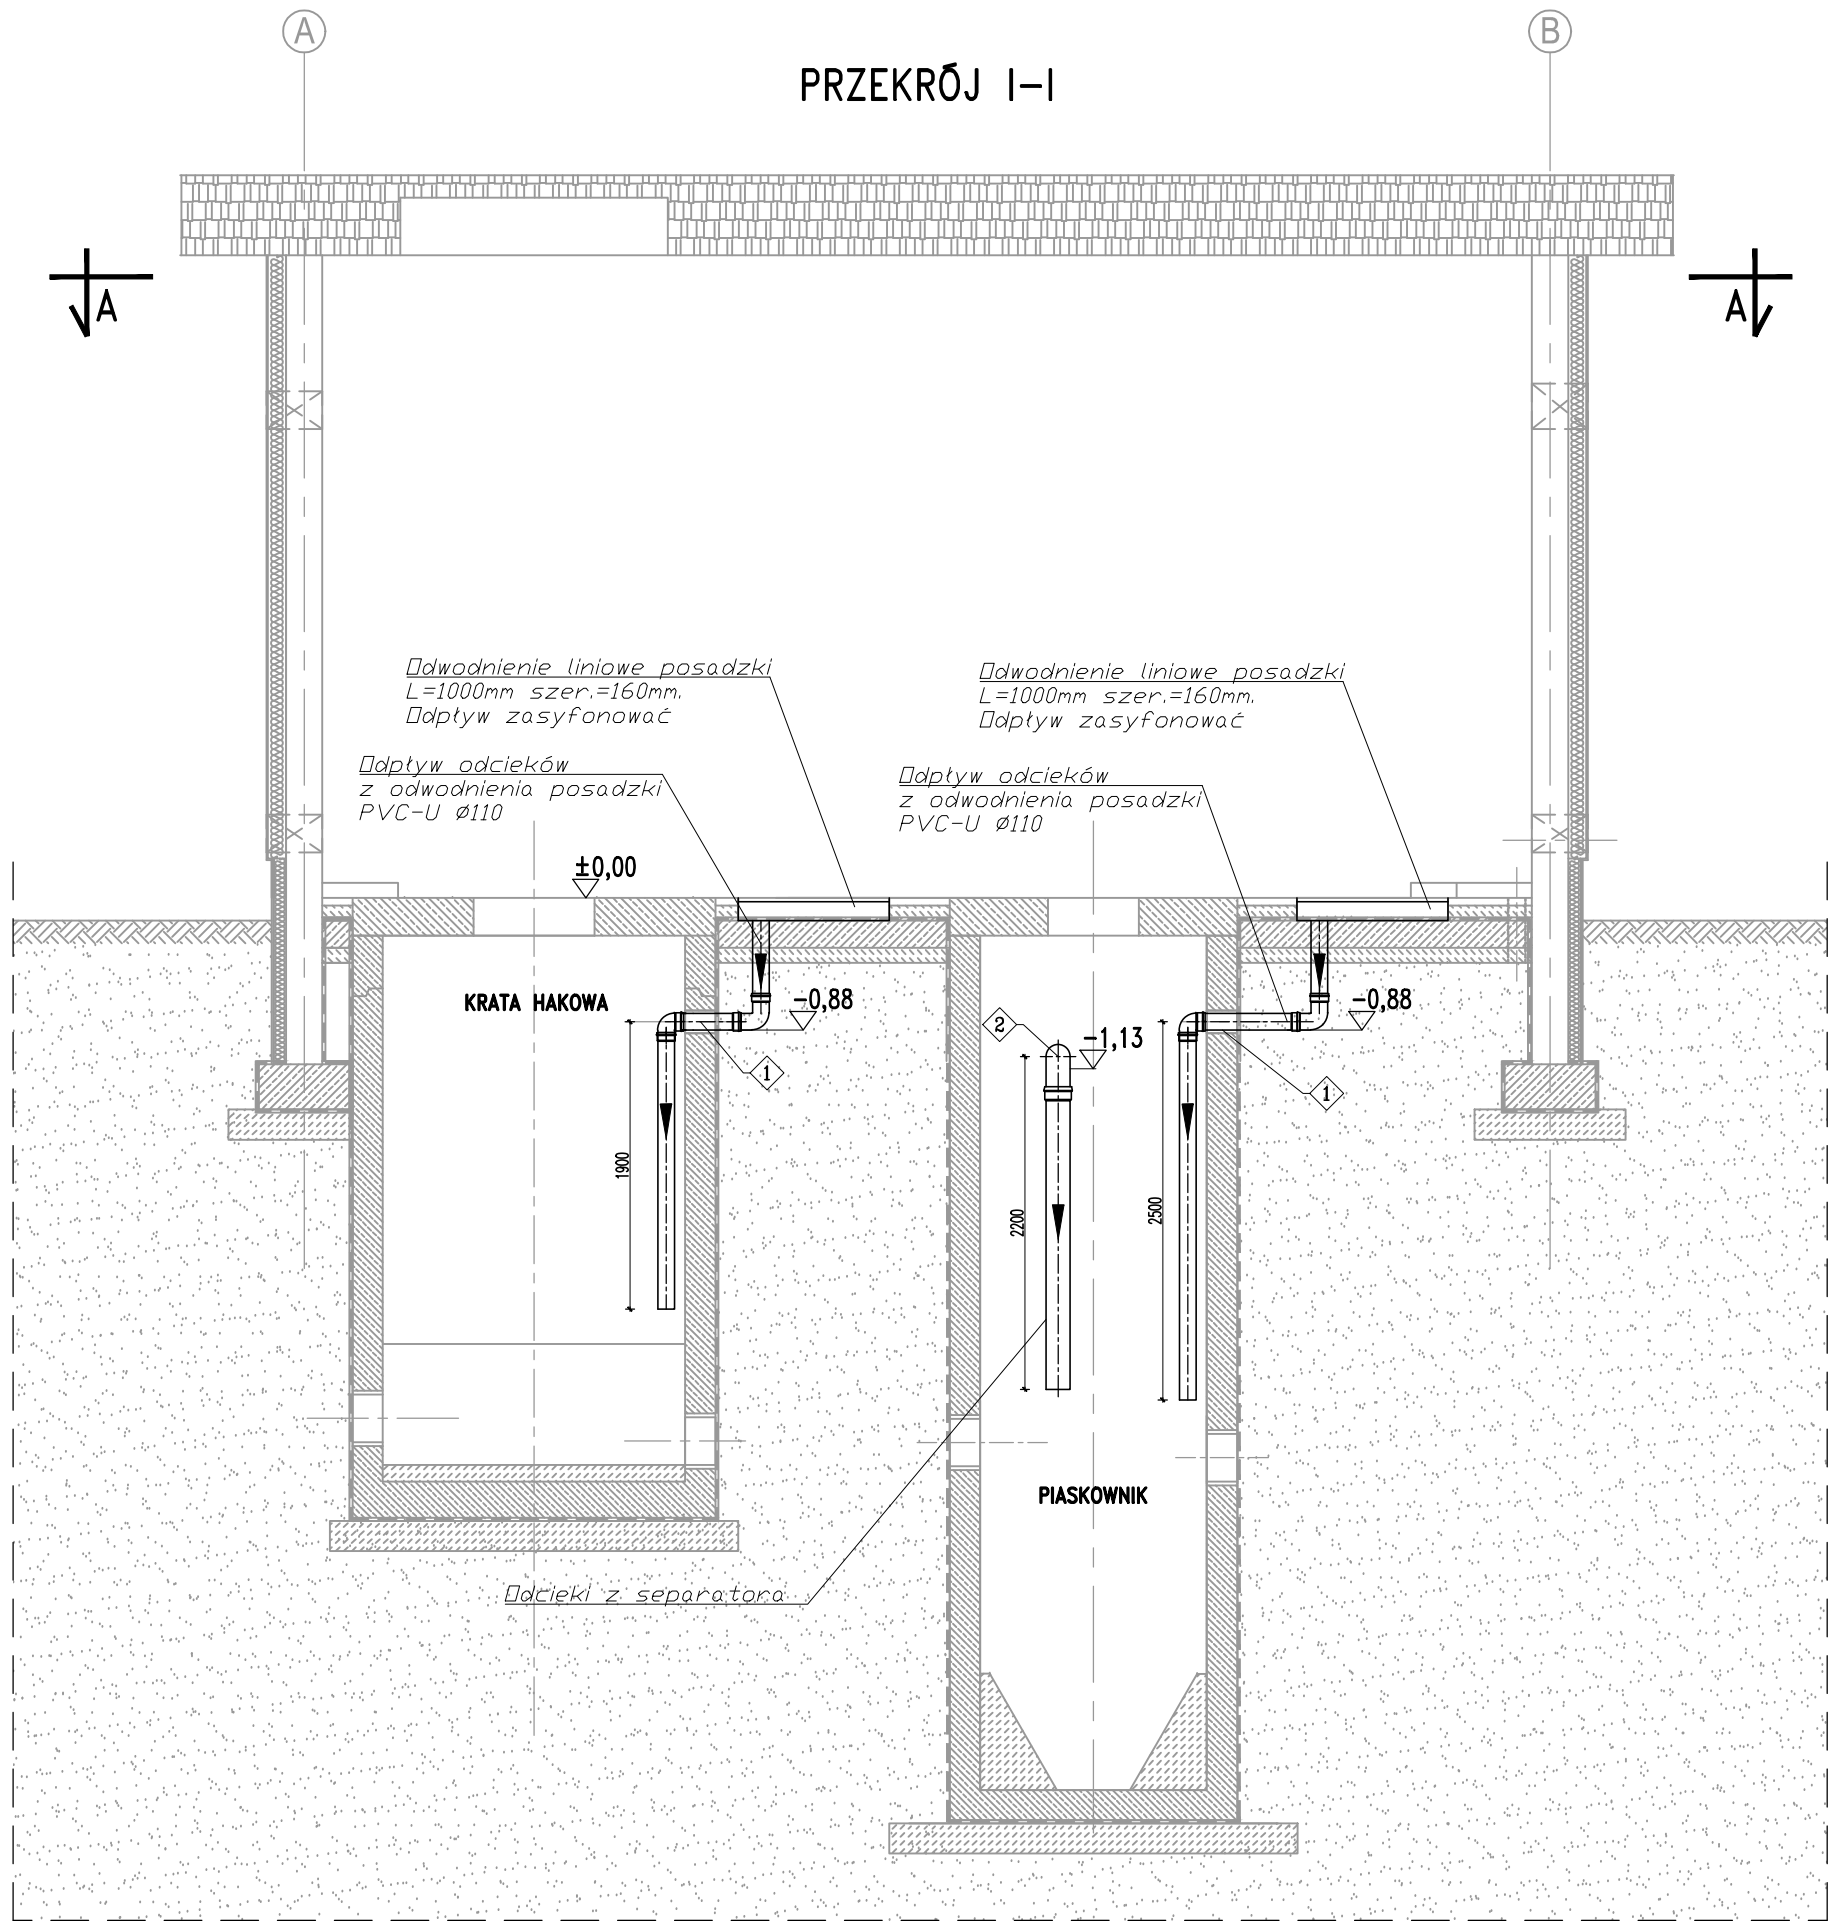 A
B
PRZEKRÓJ I-I
A
A
Odwodnienie liniowe posadzki
L=1000mm szer.=160mm.
Odpływ zasyfonować
Odwodnienie liniowe posadzki
L=1000mm szer.=160mm.
Odpływ zasyfonować
Odpływ odcieków
z odwodnienia posadzki
PVC-U Ø110
Odpływ odcieków
z odwodnienia posadzki
PVC-U Ø110
±0,00
KRATA HAKOWA
-0,88
-0,88
2
-1,13
1
1
1900
2200
2500
PIASKOWNIK
Odcieki z separatora